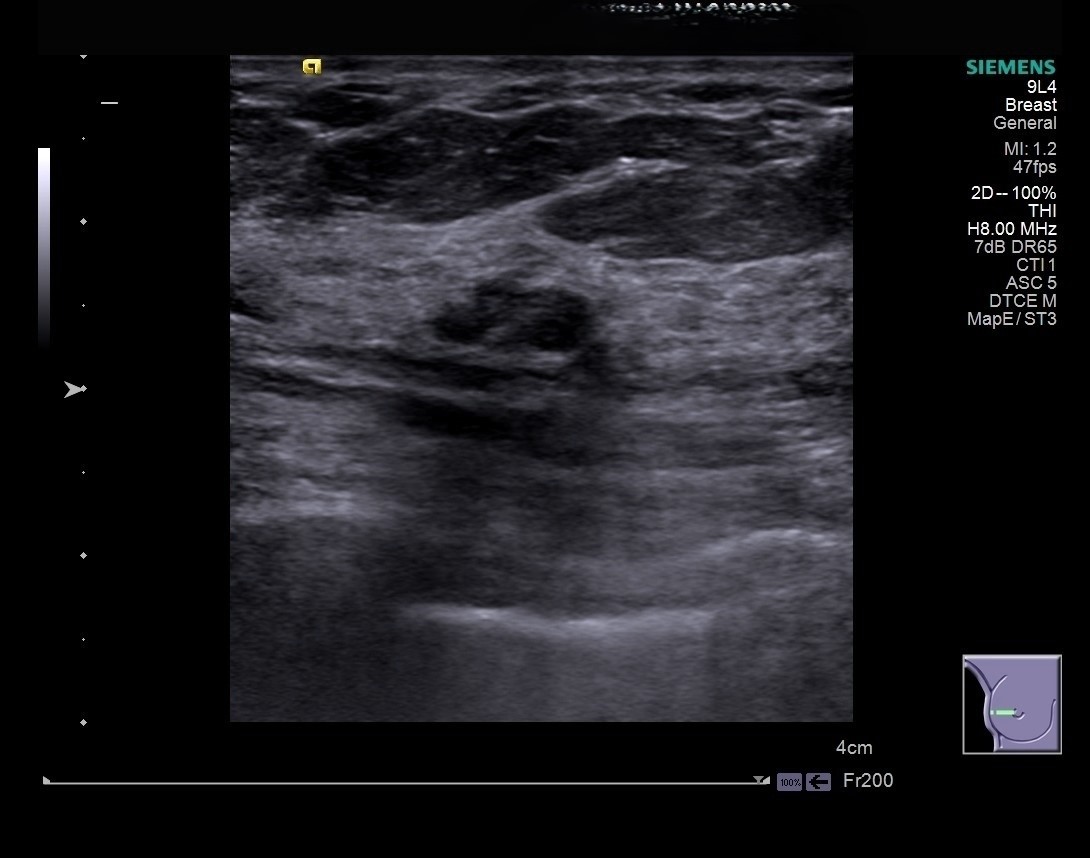 SIEMENS
9L4
Breast
General
MI: 1.2
47fps
2D--100%
THI
H8.00 MHz
7dB DR65
CTI 1
ASC 5
DTCE M
MapE / ST3
4cm
100% Fr200